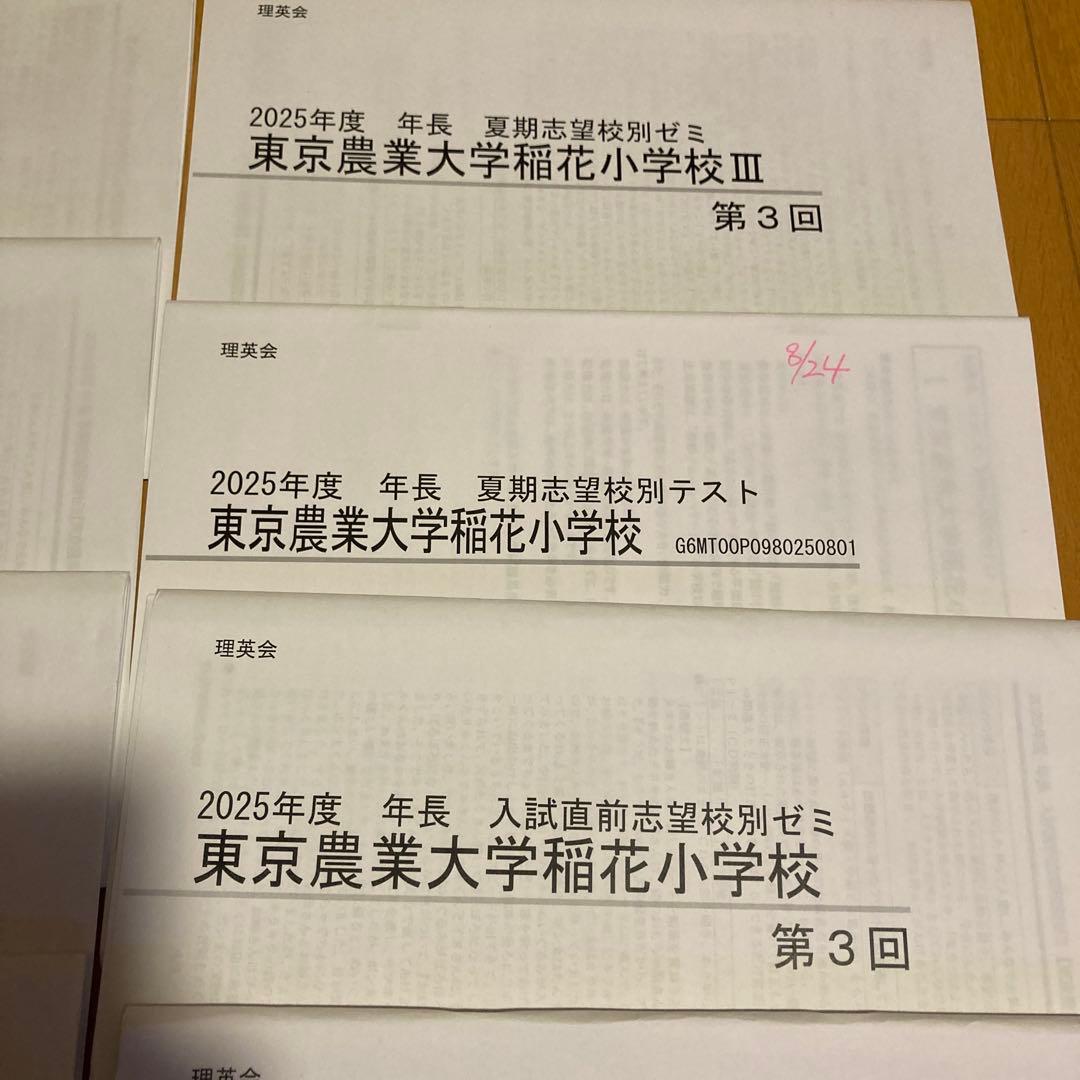 理英会
2025年度　年長　夏期志望校別ゼミ
東京農業大学稲花小学校Ⅲ
第３回
理英会
8/24
2025年度　年長　夏期志望校別テスト
東京農業大学稲花小学校　G6MT00P0980250801
理英会
2025年度　年長　入試直前志望校別ゼミ
東京農業大学稲花小学校
第３回
理英会